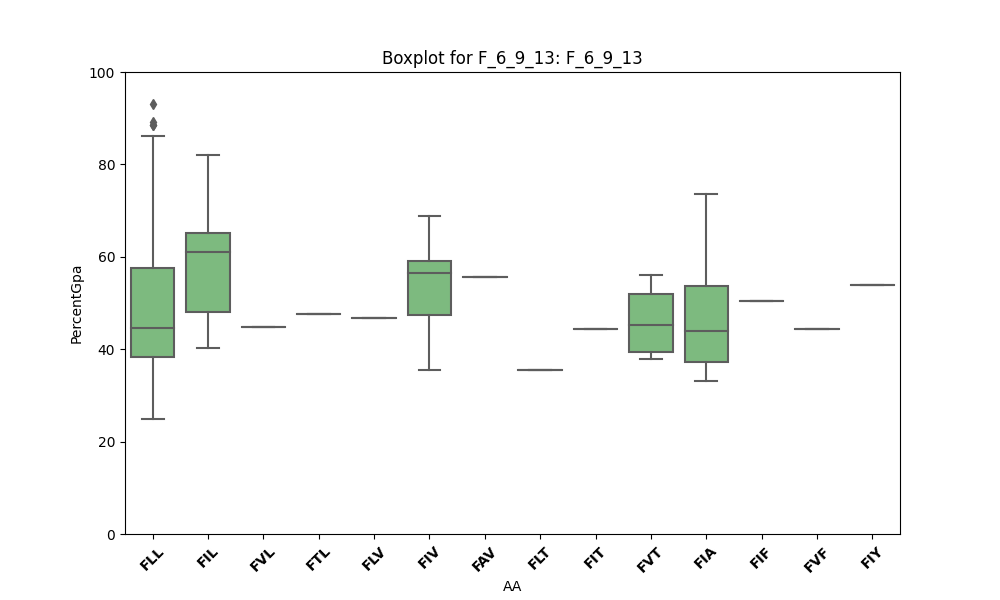 Boxplot for F_6_9_13: F_6_9_13
100
80
60
40
20
0
PercentGpa
FLL
FIL
FVL
FTL
FLV
FIV
FAV
FLT
FIT
FVT
FIA
FIF
FVF
FIY
AA